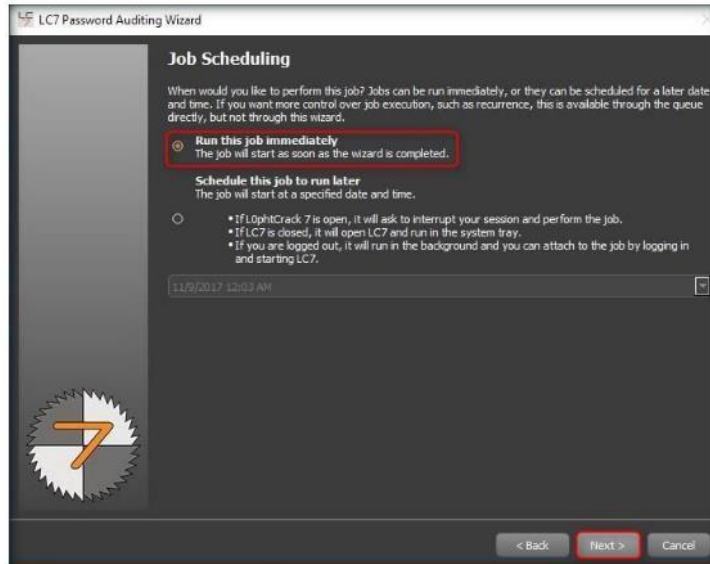 LC7 Password Auditing Wizard
Job Scheduling
When would you like to perform this job? Jobs can be run immediately, or they can be scheduled for a later date
and time. If you want more control over job execution, such as recurrence, this is available through the queue
directly, but not through this wizard.
Run this job immediately
The job will start as soon as the wizard is completed.
Schedule this job to run later
The job will start at a specified date and time.
• If L0phtCrack 7 is open, it will ask to interrupt your session and perform the job.
• If LC7 is closed, it will open LC7 and run in the system tray.
• If you are logged out, it will run in the background and you can attach to the job by logging in
and starting LC7.
11/9/2017 12:03 AM
7
< Back Next > Cancel